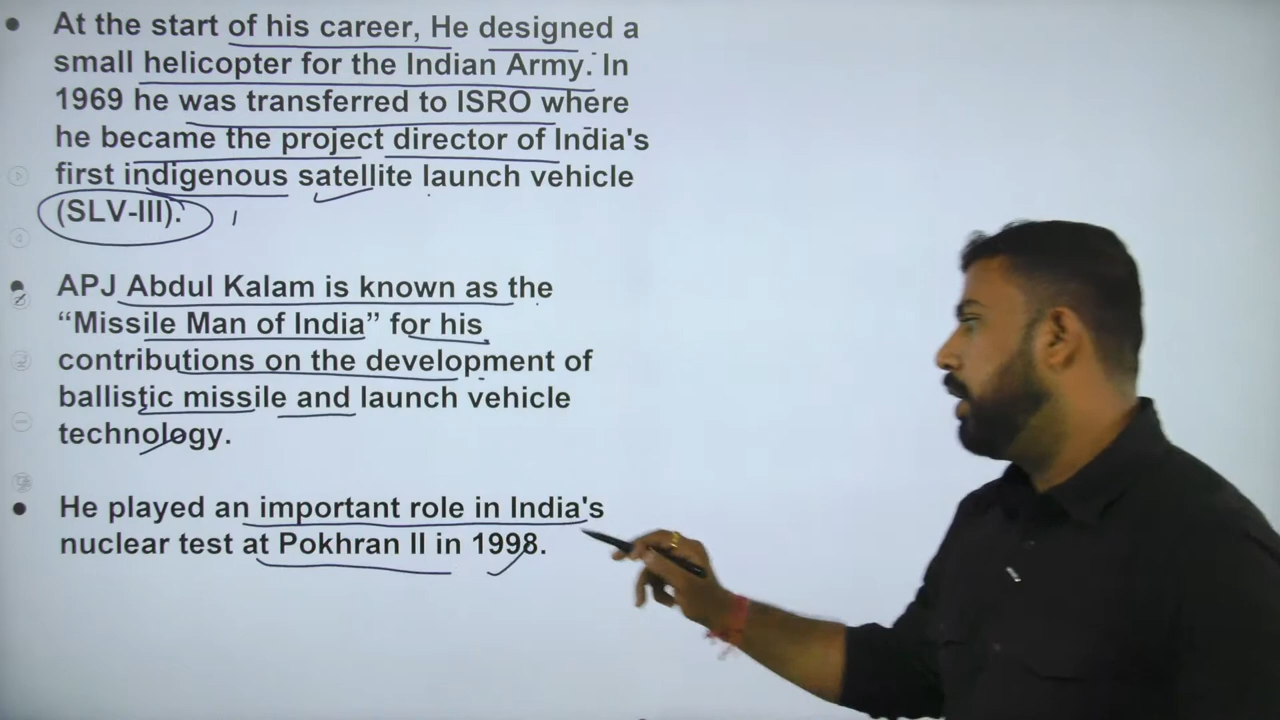 • At the start of his career, He designed a
small helicopter for the Indian Army. In
1969 he was transferred to ISRO where
he became the project director of India's
first indigenous satellite launch vehicle
(SLV-III).
• APJ Abdul Kalam is known as the
“Missile Man of India” for his
contributions on the development of
ballistic missile and launch vehicle
technology.
• He played an important role in India's
nuclear test at Pokhran II in 1998.